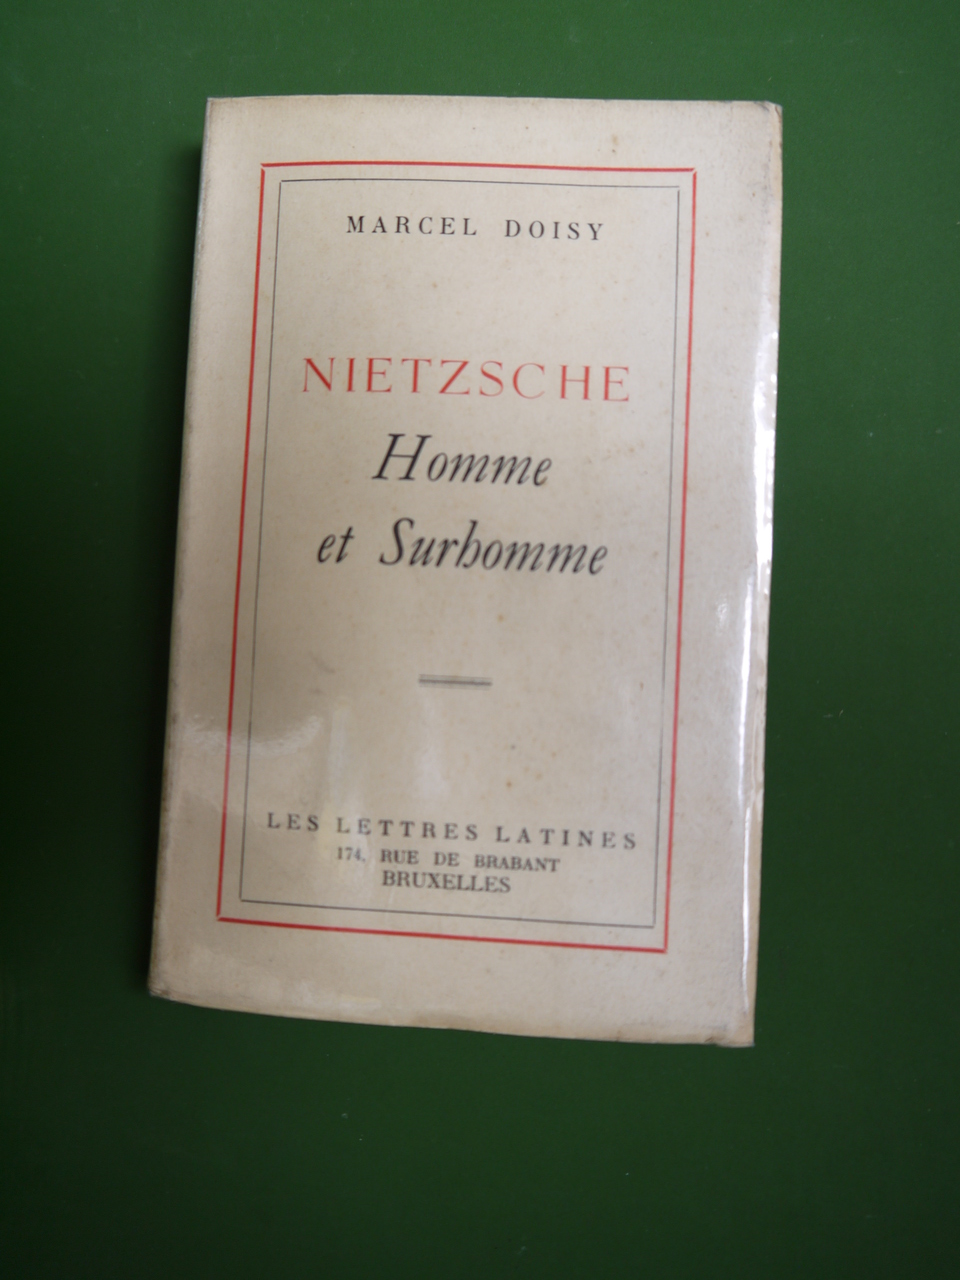 MARCEL DOISY
NIETZSCHE
Homme
et Surhomme
LES LETTRES LATINES
174, RUE DE BRABANT
BRUXELLES